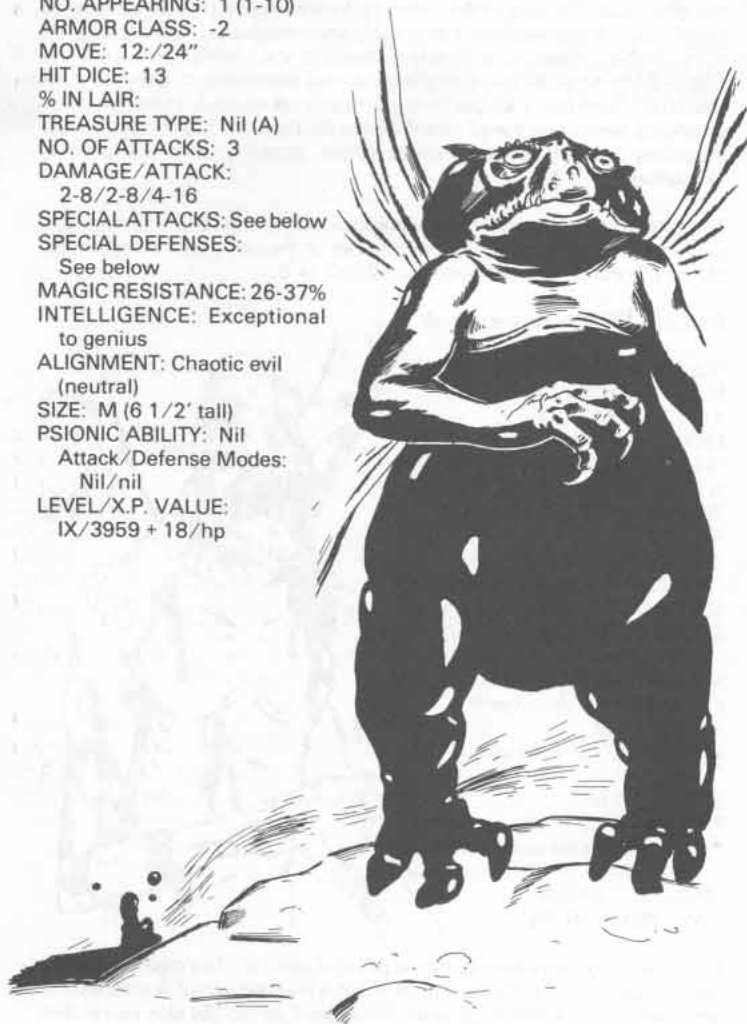 NO. APPEARING: 1 (1-10)
ARMOR CLASS: -2
MOVE: 12:/24"
HIT DICE: 13
% IN LAIR:
TREASURE TYPE: Nil (A)
NO. OF ATTACKS: 3
DAMAGE/ATTACK:
2-8/2-8/4-16
SPECIAL ATTACKS: See below
SPECIAL DEFENSES:
See below
MAGIC RESISTANCE: 26-37%
INTELLIGENCE: Exceptional
to genius
ALIGNMENT: Chaotic evil
(neutral)
SIZE: M (6 1/2' tall)
PSIONIC ABILITY: Nil
Attack/Defense Modes:
Nil/nil
LEVEL/X.P. VALUE:
IX/3959 + 18/hp